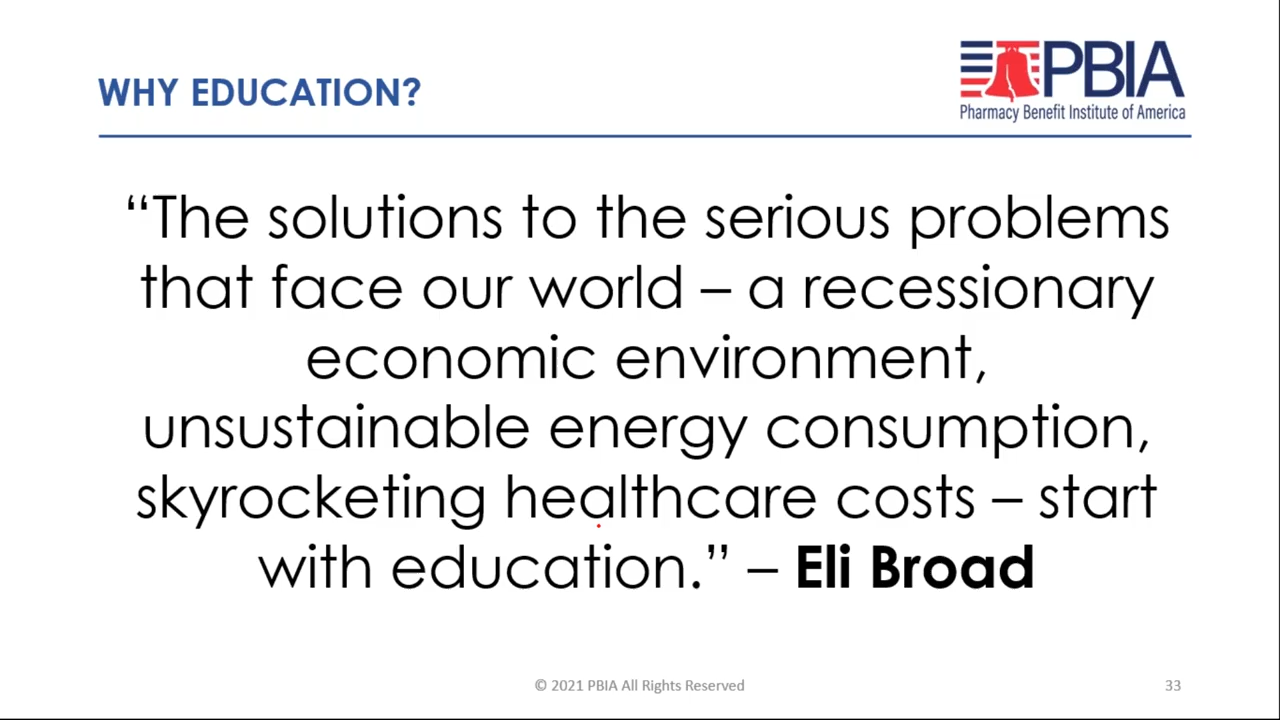 WHY EDUCATION?
PBIA
Pharmacy Benefit Institute of America
“The solutions to the serious problems
that face our world – a recessionary
economic environment,
unsustainable energy consumption,
skyrocketing healthcare costs – start
with education.” – Eli Broad
© 2021 PBIA All Rights Reserved
33